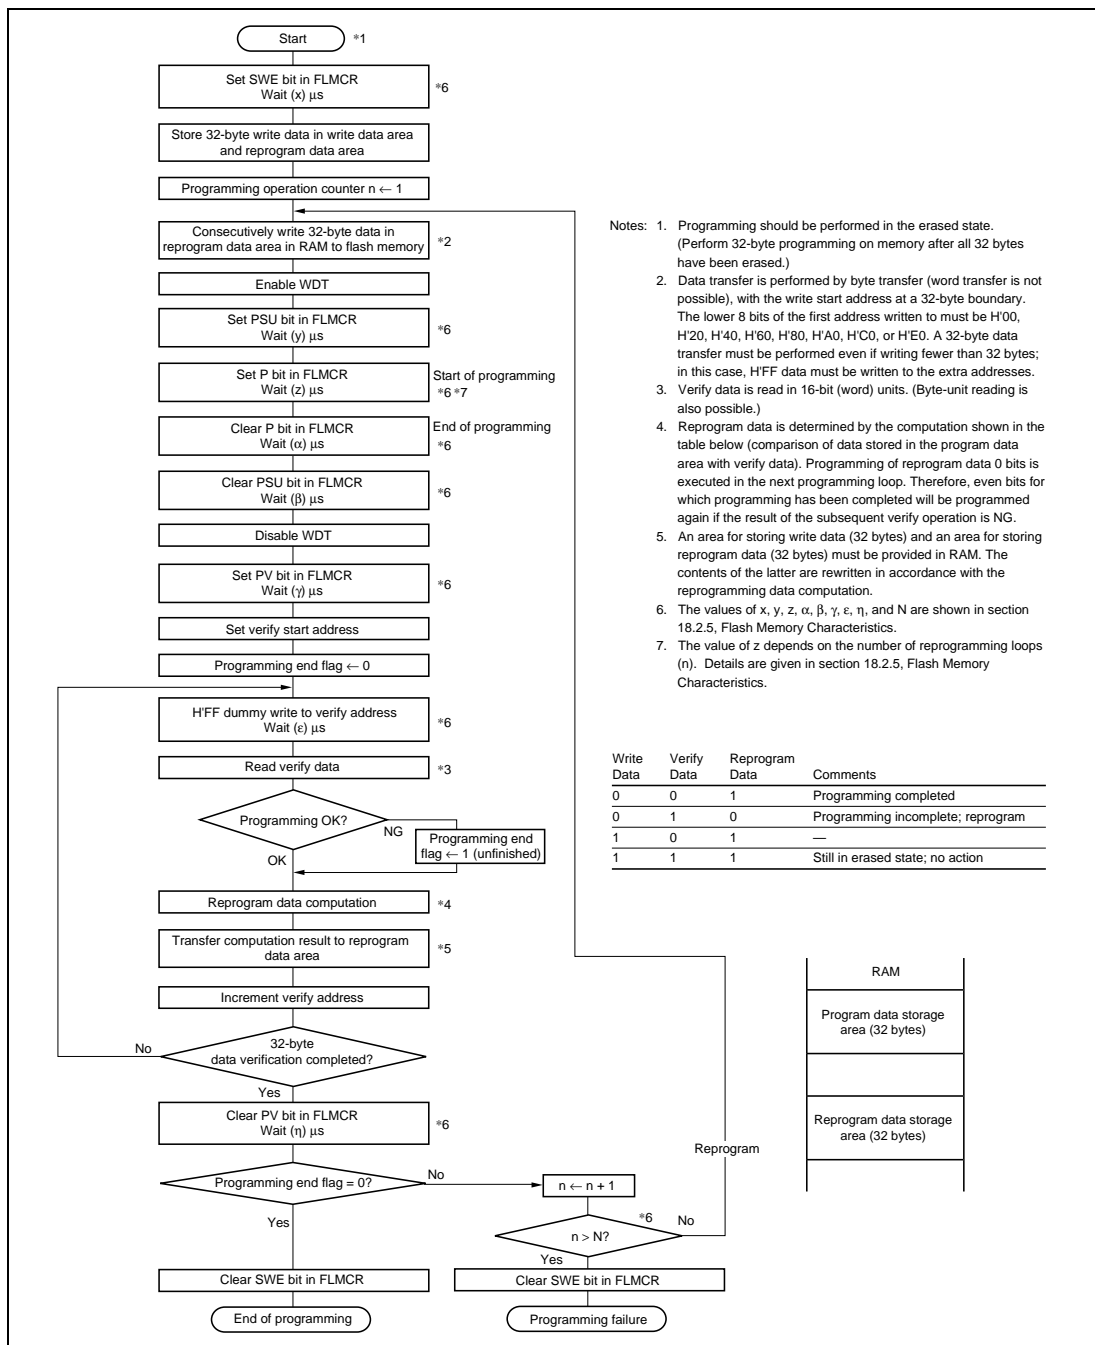 Start *1
Set SWE bit in FLMCR
Wait (x) μs
*6
Store 32-byte write data in write data area
and reprogram data area
Programming operation counter n ← 1
Consecutively write 32-byte data in
reprogram data area in RAM to flash memory
*2
Enable WDT
Set PSU bit in FLMCR
Wait (y) μs
*6
Set P bit in FLMCR
Wait (z) μs
Start of programming
*6 *7
Clear P bit in FLMCR
Wait (α) μs
End of programming
*6
Clear PSU bit in FLMCR
Wait (β) μs
*6
Disable WDT
Set PV bit in FLMCR
Wait (γ) μs
*6
Set verify start address
Programming end flag ← 0
H'FF dummy write to verify address
Wait (ε) μs
*6
Read verify data
*3
Programming OK?
NG
Programming end
flag ← 1 (unfinished)
OK
Reprogram data computation
*4
Transfer computation result to reprogram
data area
*5
Increment verify address
32-byte
data verification completed?
No
Yes
Clear PV bit in FLMCR
Wait (η) μs
*6
Programming end flag = 0?
No
Yes
n ← n + 1
n > N?
*6
No
Reprogram
Yes
Clear SWE bit in FLMCR
Clear SWE bit in FLMCR
End of programming
Programming failure
Notes: 1. Programming should be performed in the erased state.
(Perform 32-byte programming on memory after all 32 bytes
have been erased.)
2. Data transfer is performed by byte transfer (word transfer is not
possible), with the write start address at a 32-byte boundary.
The lower 8 bits of the first address written to must be H'00,
H'20, H'40, H'60, H'80, H'A0, H'C0, or H'E0. A 32-byte data
transfer must be performed even if writing fewer than 32 bytes;
in this case, H'FF data must be written to the extra addresses.
3. Verify data is read in 16-bit (word) units. (Byte-unit reading is
also possible.)
4. Reprogram data is determined by the computation shown in the
table below (comparison of data stored in the program data
area with verify data). Programming of reprogram data 0 bits is
executed in the next programming loop. Therefore, even bits for
which programming has been completed will be programmed
again if the result of the subsequent verify operation is NG.
5. An area for storing write data (32 bytes) and an area for storing
reprogram data (32 bytes) must be provided in RAM. The
contents of the latter are rewritten in accordance with the
reprogramming data computation.
6. The values of x, y, z, α, β, γ, ε, η, and N are shown in section
18.2.5, Flash Memory Characteristics.
7. The value of z depends on the number of reprogramming loops
(n). Details are given in section 18.2.5, Flash Memory
Characteristics.
Write Verify Reprogram
Data Data Data Comments
0 0 1 Programming completed
0 1 0 Programming incomplete; reprogram
1 0 1 —
1 1 1 Still in erased state; no action
RAM
Program data storage
area (32 bytes)
Reprogram data storage
area (32 bytes)